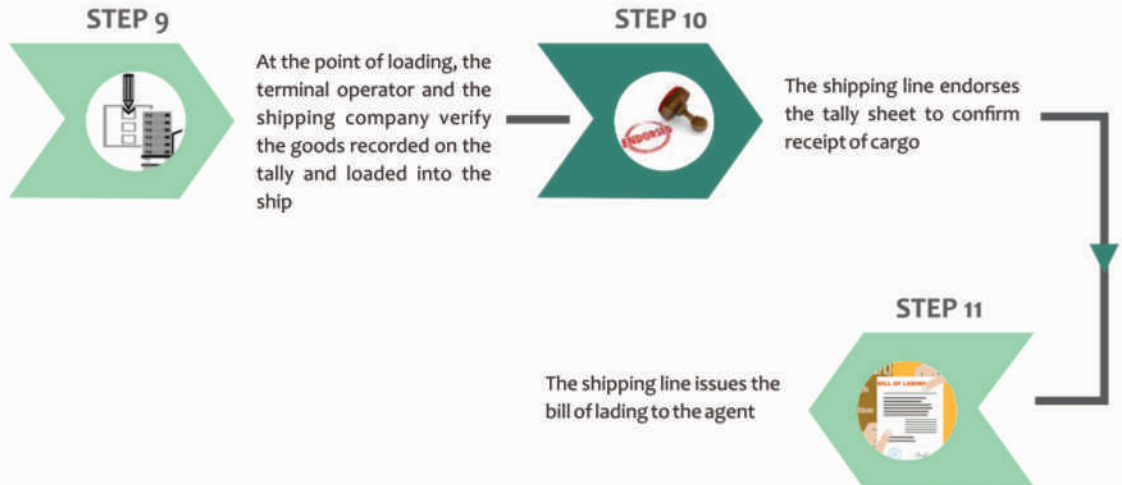 STEP 9
At the point of loading, the
terminal operator and the
shipping company verify
the goods recorded on the
tally and loaded into the
ship
STEP 10
ENDORSED
The shipping line endorses
the tally sheet to confirm
receipt of cargo
STEP 11
BILL OF LADING
The shipping line issues the
bill of lading to the agent